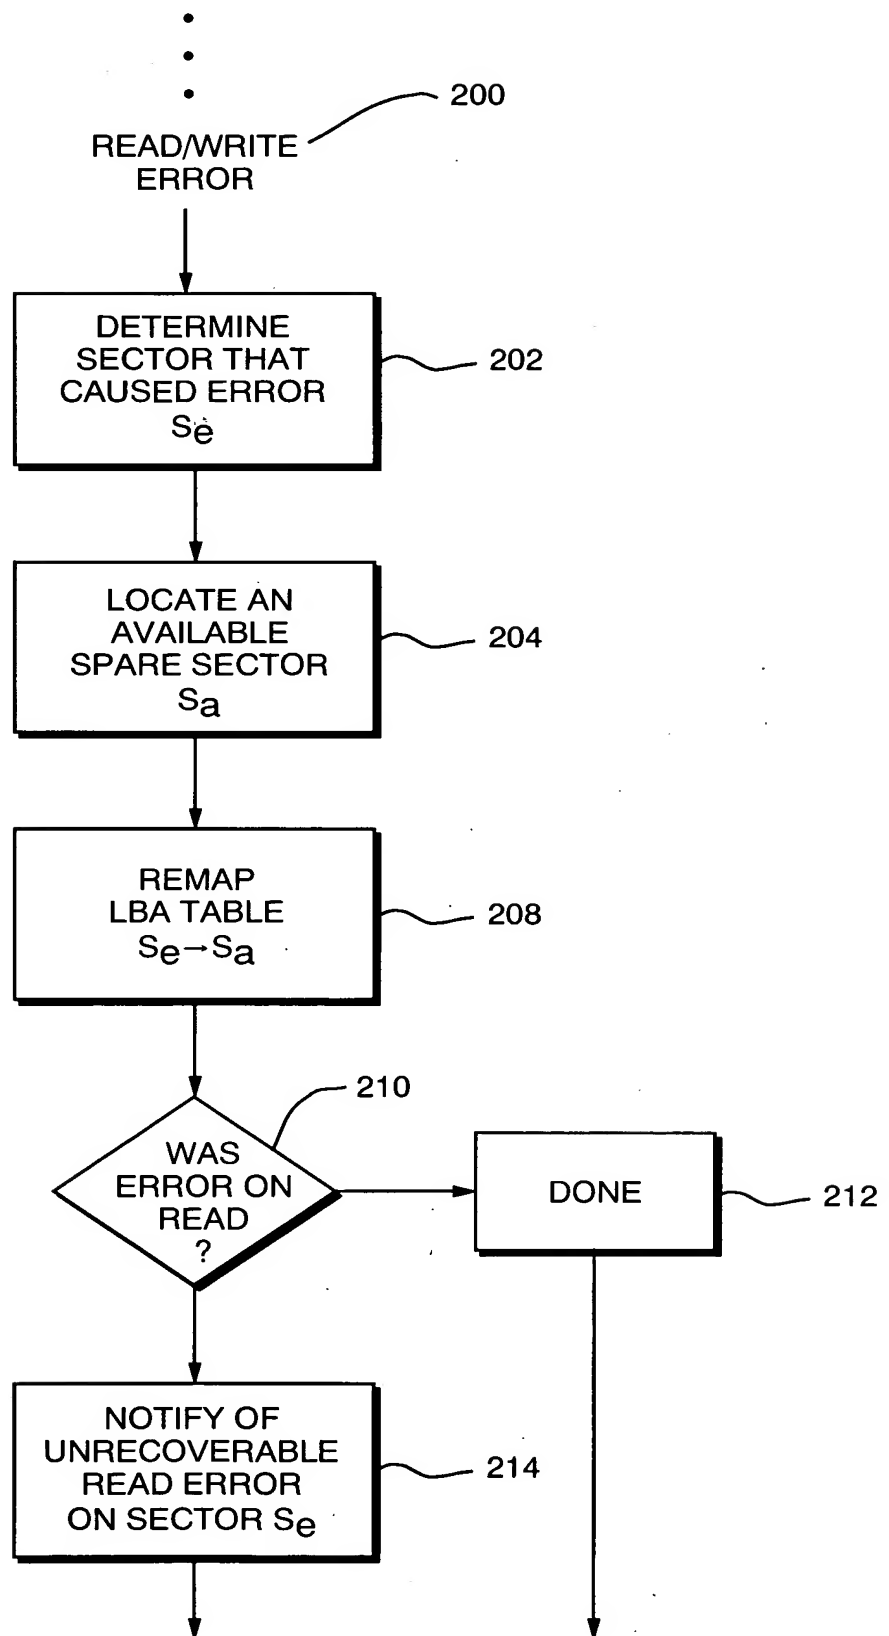 200
READ/WRITE
ERROR
DETERMINE
SECTOR THAT
CAUSED ERROR
Se
202
LOCATE AN
AVAILABLE
SPARE SECTOR
Sa
204
REMAP
LBA TABLE
Se→Sa
208
210
WAS
ERROR ON
READ
?
DONE
212
NOTIFY OF
UNRECOVERABLE
READ ERROR
ON SECTOR Se
214